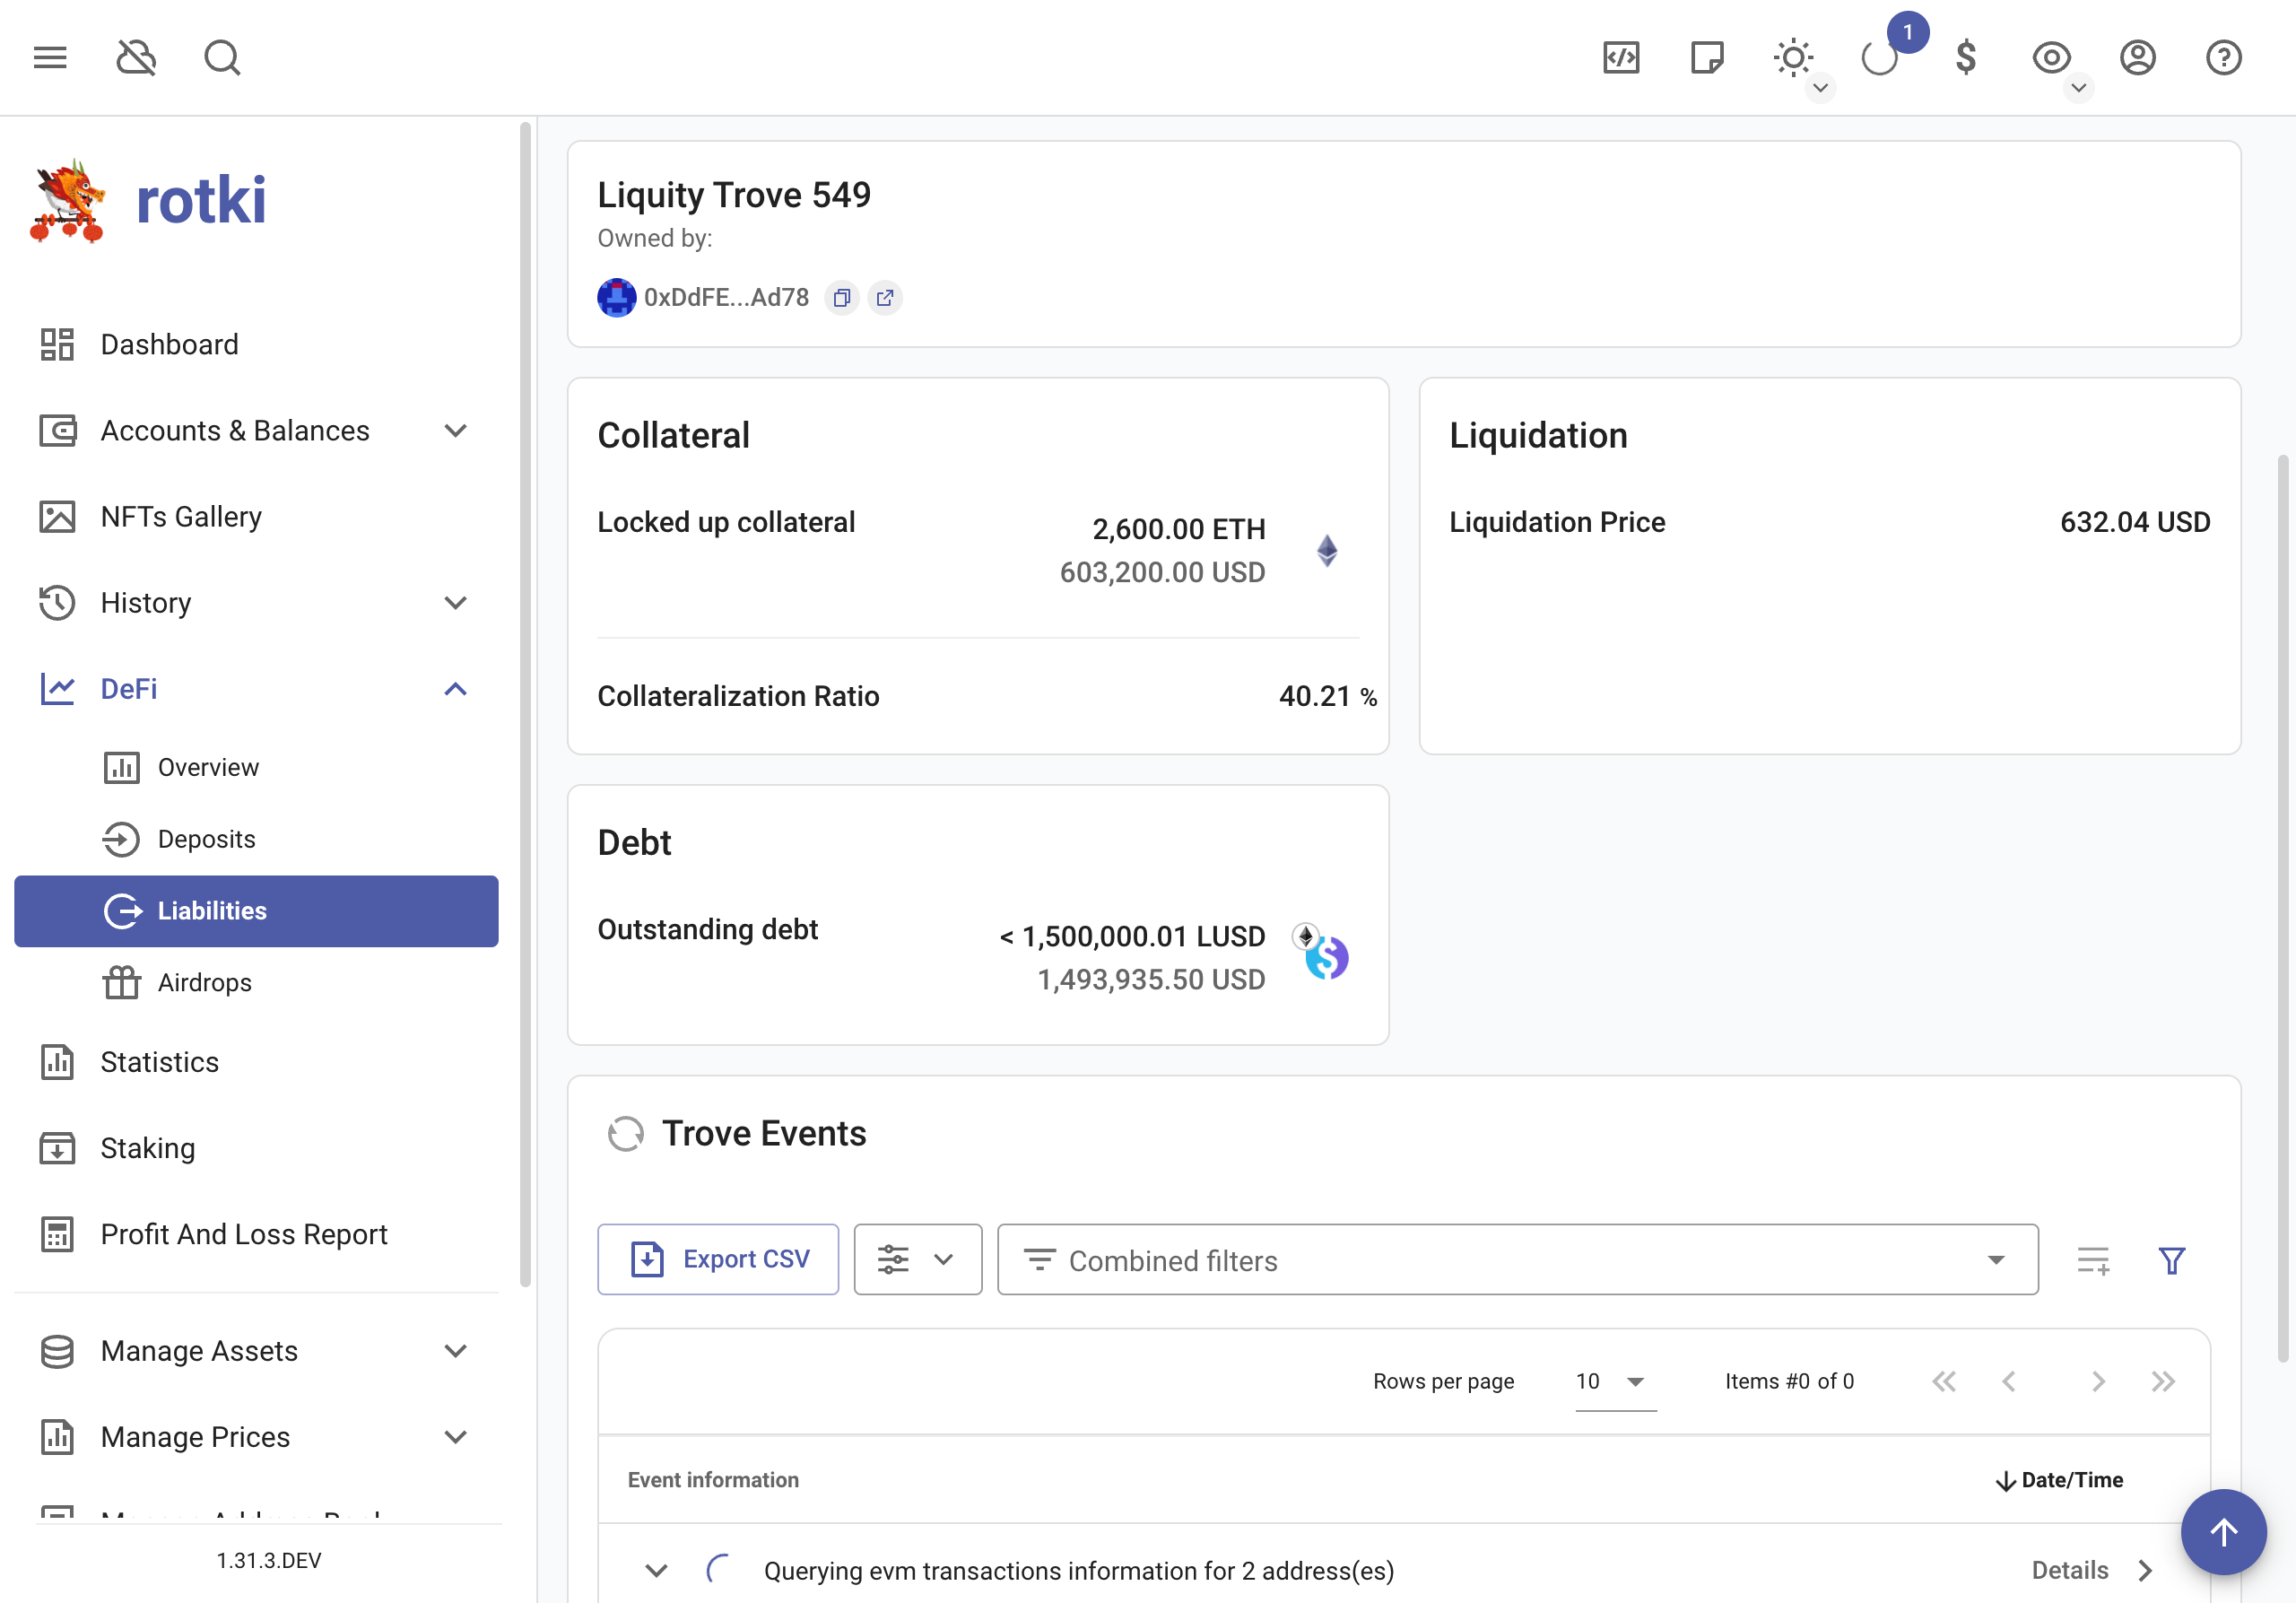 1
rotki
Dashboard
Accounts & Balances
NFTs Gallery
History
DeFi
Overview
Deposits
Liabilities
Airdrops
Statistics
Staking
Profit And Loss Report
Manage Assets
Manage Prices
1.31.3.DEV
Liquity Trove 549
Owned by:
0xDdFE...Ad78
Collateral
Locked up collateral
2,600.00 ETH
603,200.00 USD
Collateralization Ratio
40.21 %
Liquidation
Liquidation Price
632.04 USD
Debt
Outstanding debt
< 1,500,000.01 LUSD
1,493,935.50 USD
Trove Events
Export CSV
Combined filters
Rows per page
10
Items #0 of 0
Event information
Date/Time
Querying evm transactions information for 2 address(es)
Details